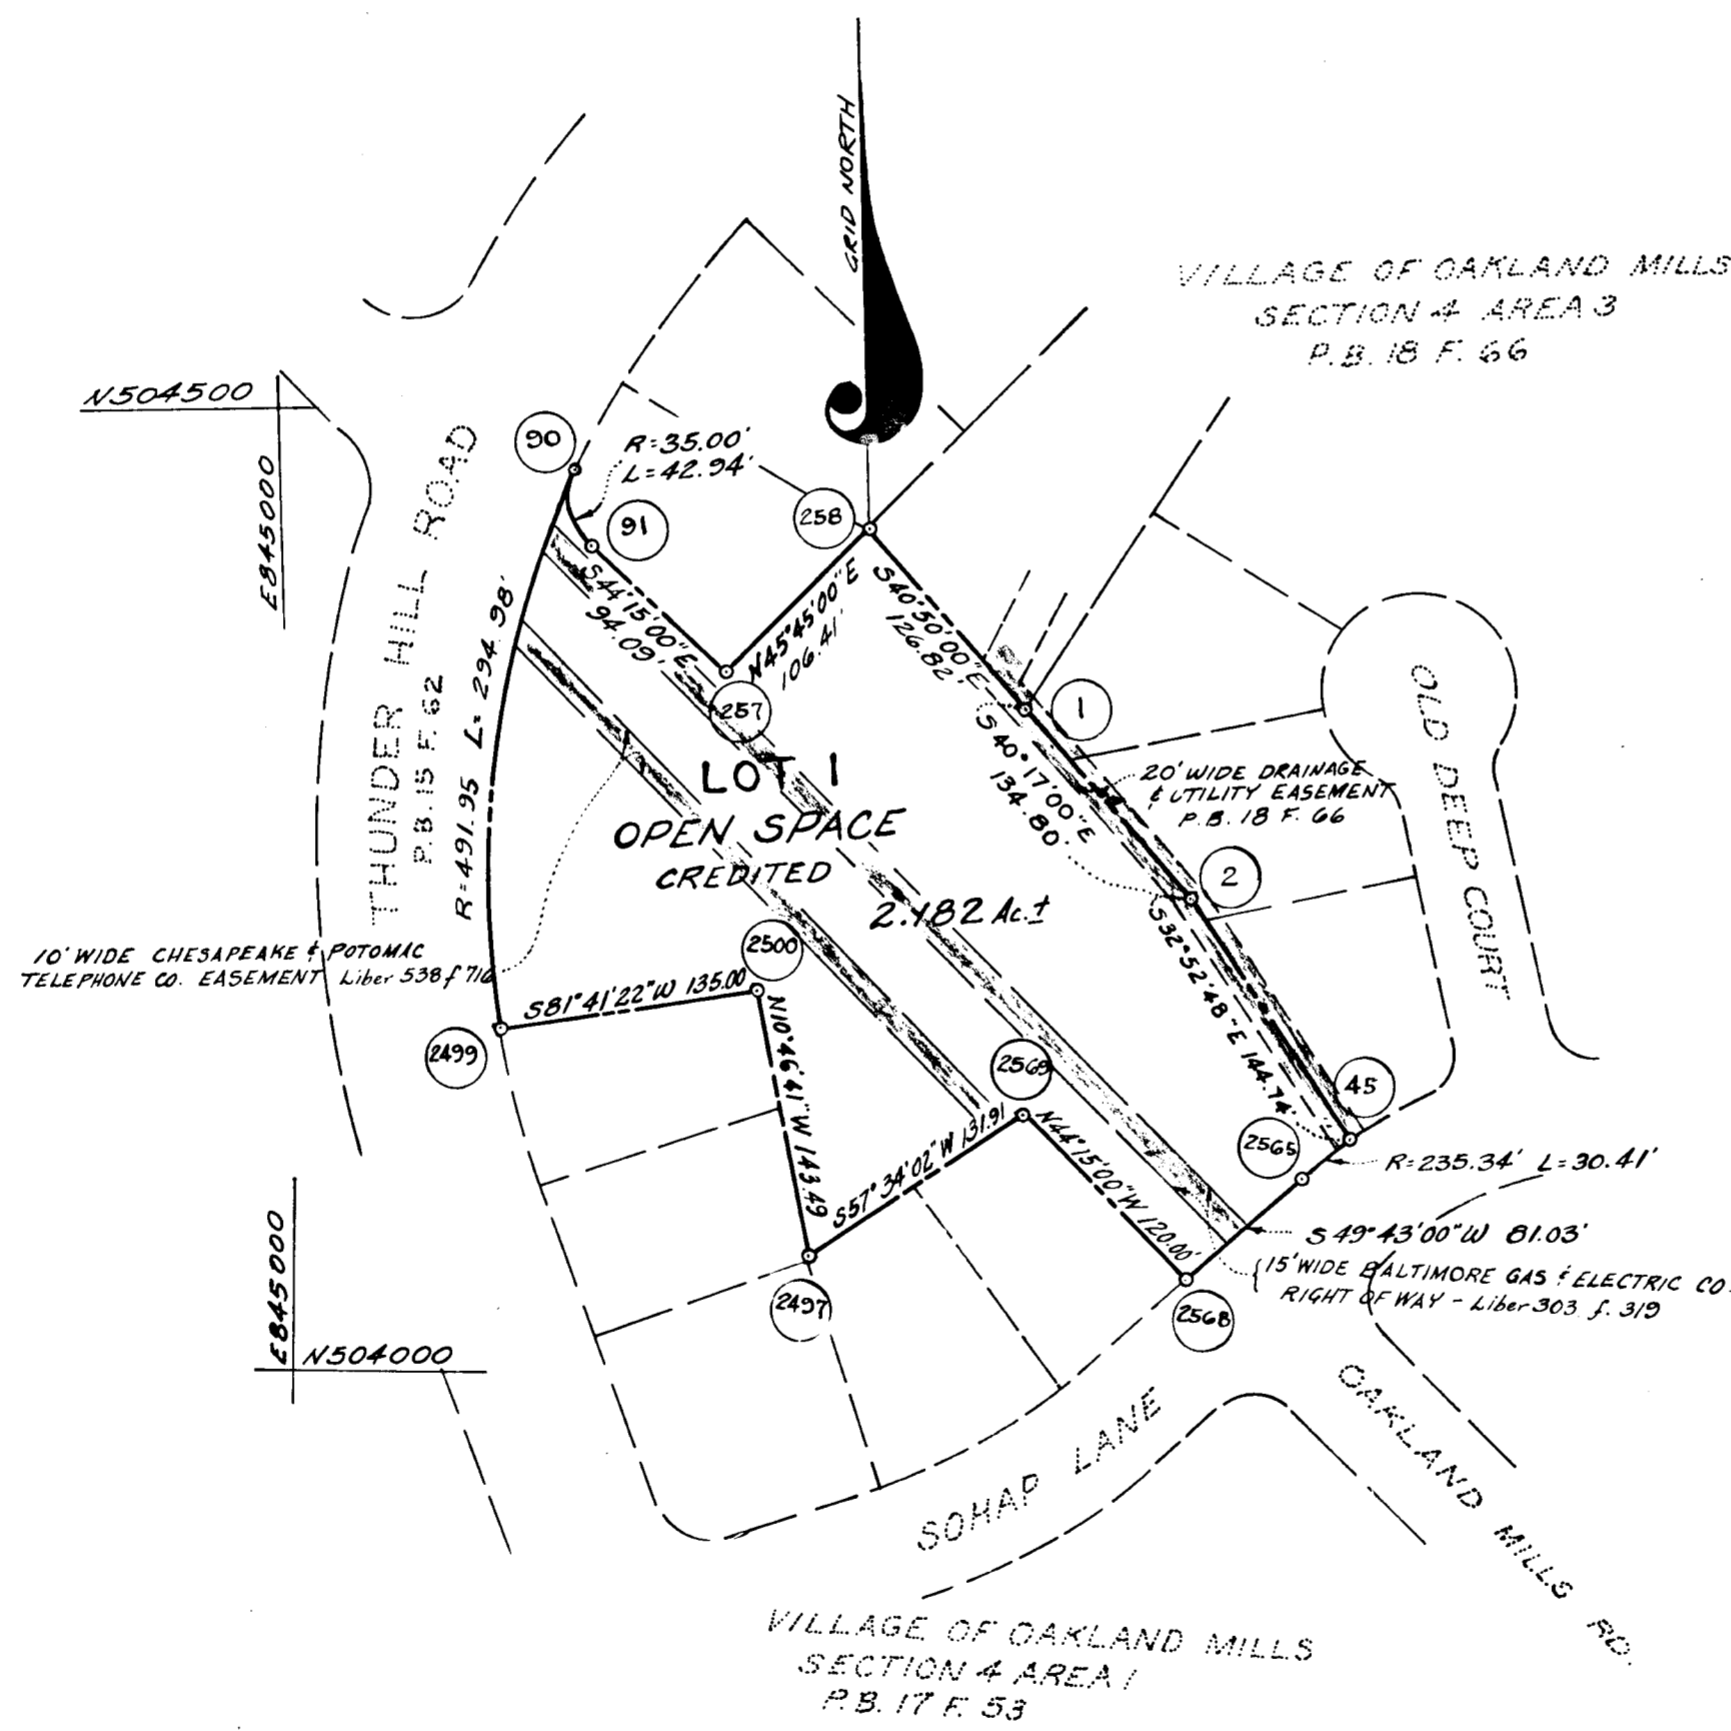 GRID NORTH
VILLAGE OF OAKLAND MILLS
SECTION 4 AREA 3
P.B. 18 F. 66
N504500
E845000
THUNDER HILL ROAD
P.B. 15 F. 62
90
R=35.00'
L=42.94'
91
258
S44°15'00"E
94.09'
N45°45'00"E
106.41'
257
S40°50'00"E
126.82'
1
S40°17'00"E
134.80'
20' WIDE DRAINAGE
& UTILITY EASEMENT
P.B. 18 F. 66
OLD DEEP COURT
R=491.95 L=294.98'
LOT 1
OPEN SPACE
CREDITED
2.482 Ac.±
2
S32°52'48"E 144.74'
10' WIDE CHESAPEAKE & POTOMAC
TELEPHONE CO. EASEMENT Liber 538 f 716
2500
S81°41'22"W 135.00
2499
N10°46'41"W 143.49
2569
45
2565
R=235.34' L=30.41'
S57°34'02"W 131.91
N44°15'00"W 120.00'
S49°43'00"W 81.03'
15' WIDE BALTIMORE GAS & ELECTRIC CO.
RIGHT OF WAY - Liber 303 f. 319
2497
2568
E845000
N504000
SOHAP LANE
OAKLAND MILLS RD.
VILLAGE OF OAKLAND MILLS
SECTION 4 AREA 1
P.B. 17 F. 53